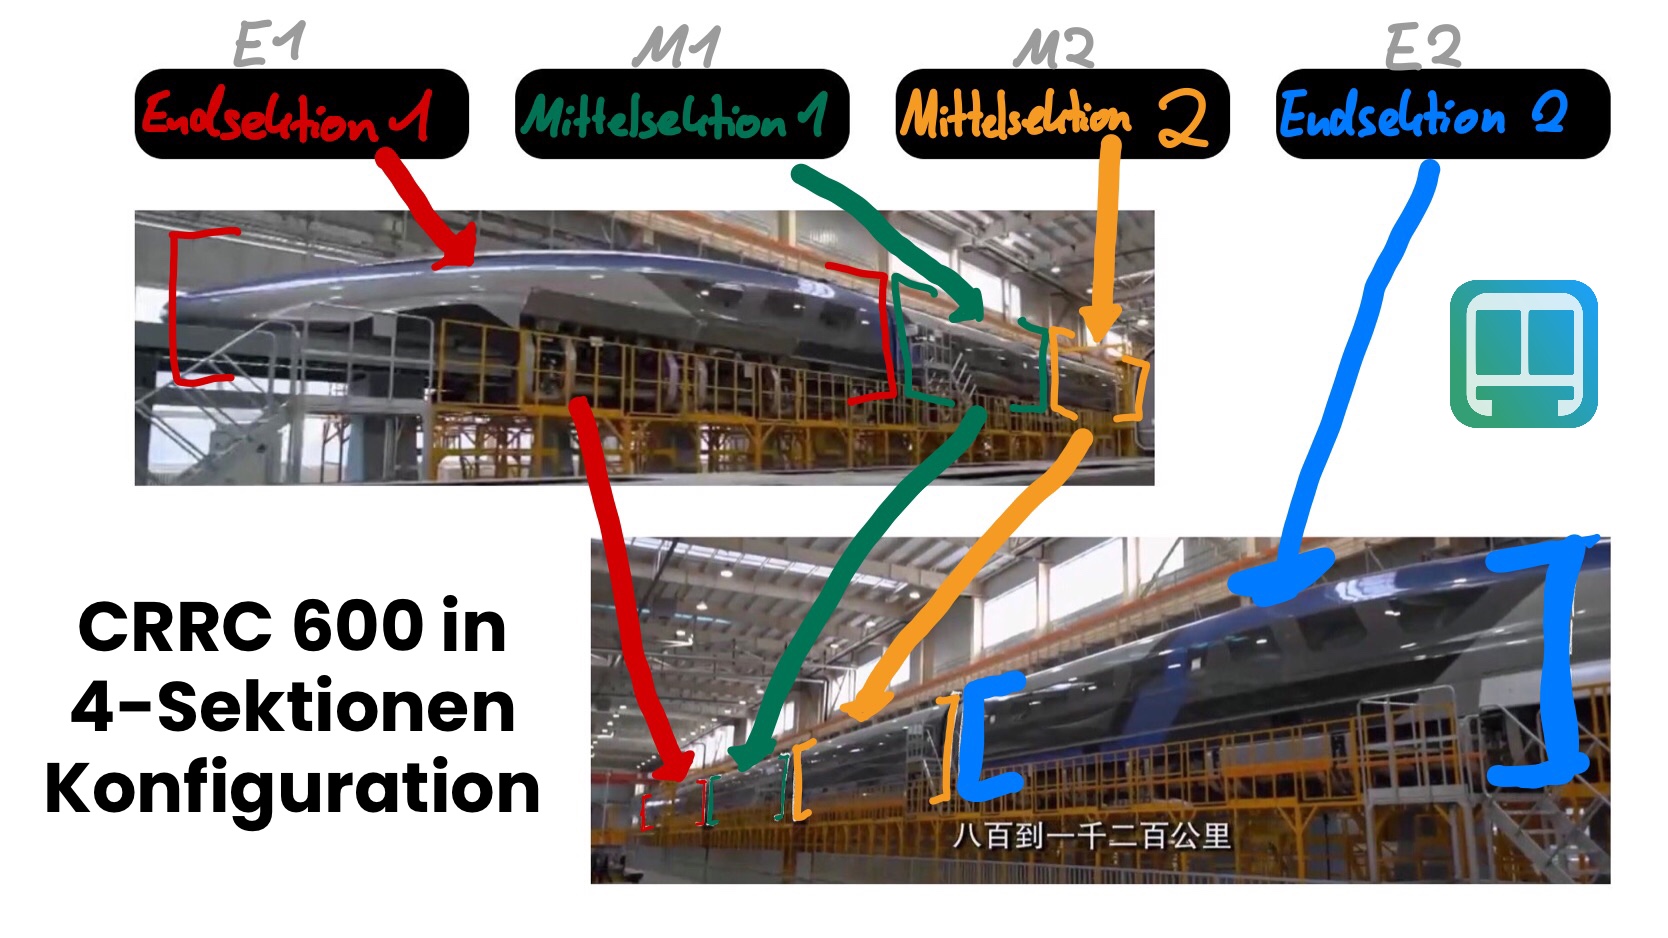 E1
M1
M2
E2
Endsektion 1
Mittelsektion 1
Mittelsektion 2
Endsektion 2
CRRC 600 in
4-Sektionen
Konfiguration
八百到一千二百公里